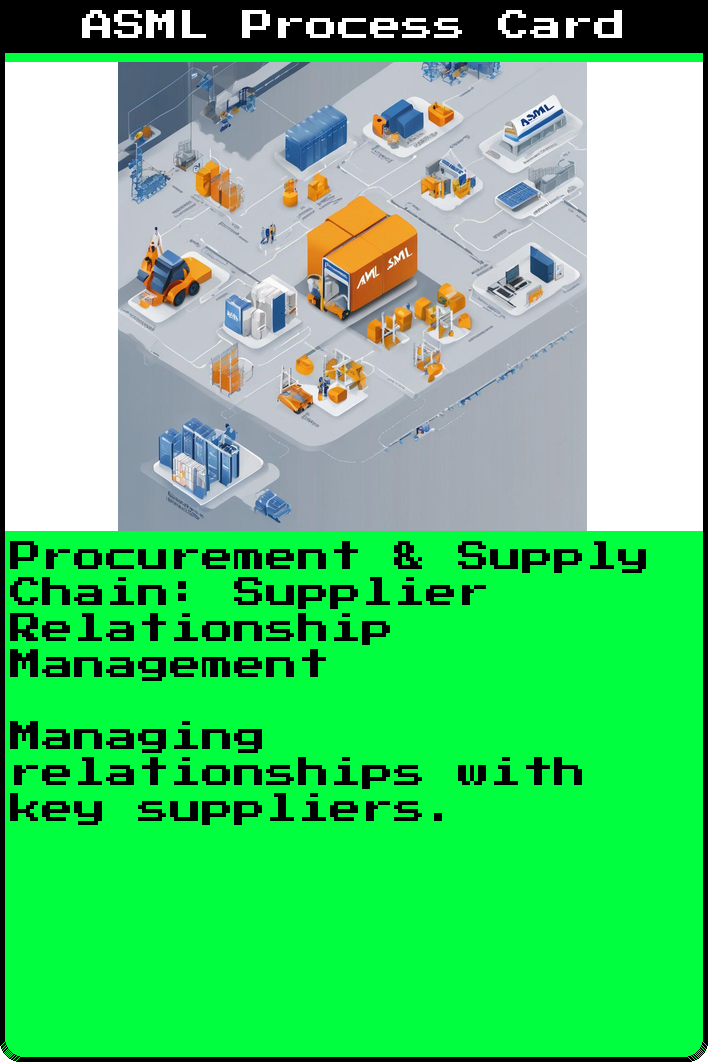 ASML Process Card
ASML
AML SML
Procurement & Supply
Chain: Supplier
Relationship
Management
Managing
relationships with
key suppliers.